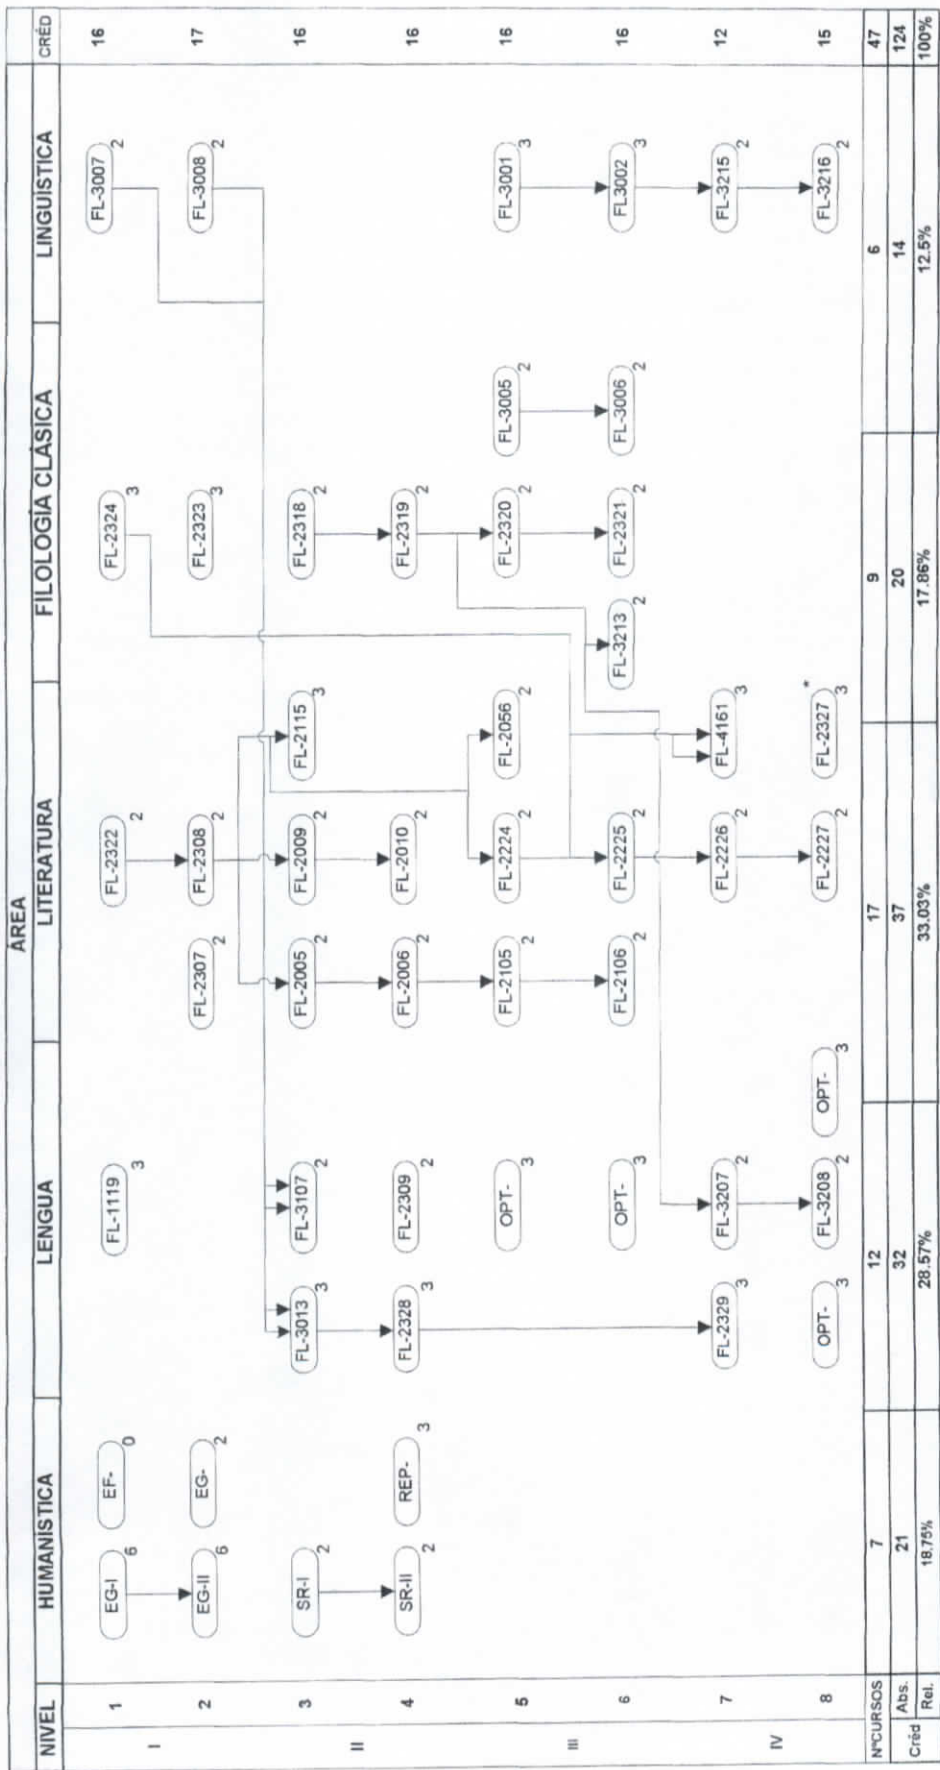 ÁREA
NIVEL HUMANÍSTICA LENGUA LITERATURA FILOLOGÍA CLÁSICA LINGUÍSTICA CRÉD
I
1 EG-I 6 EF- 0 FL-1119 3 FL-2322 2 FL-2324 3 FL-3007 2 16
2 EG-II 6 EG- 2 FL-2307 2 FL-2308 2 FL-2323 3 FL-3008 2 17
II
3 SR-I 2 FL-3013 3 FL-3107 2 FL-2005 2 FL-2009 2 FL-2115 3 FL-2318 2 16
4 SR-II 2 REP- 3 FL-2328 3 FL-2309 2 FL-2006 2 FL-2010 2 FL-2319 2 16
III
5 OPT- 3 FL-2105 2 FL-2224 2 FL-2056 2 FL-2320 2 FL-3005 2 FL-3001 3 16
6 OPT- 3 FL-2106 2 FL-2225 2 FL-3213 2 FL-2321 2 FL-3006 2 FL3002 3 16
IV
7 FL-2329 3 FL-3207 2 FL-2226 2 FL-4161 3 FL-3215 2 12
8 OPT- 3 FL-3208 2 OPT- 3 FL-2227 2 FL-2327 3 * FL-3216 2 15
NºCURSOS 7 12 17 9 6 47
Créd
Abs. 21 32 37 20 14 124
Rel. 18.75% 28.57% 33.03% 17.86% 12.5% 100%